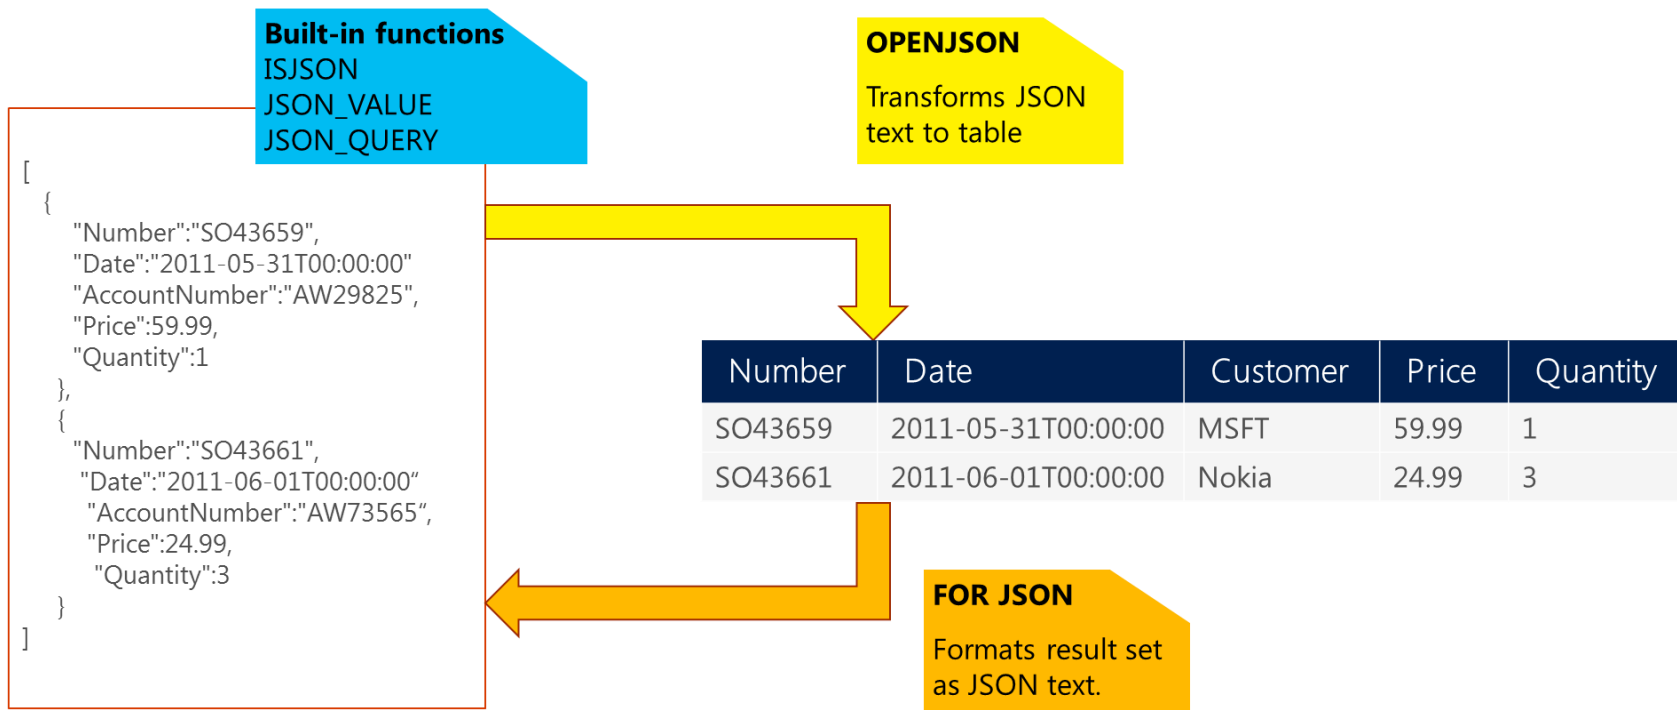 Built-in functions
ISJSON
JSON_VALUE
JSON_QUERY
OPENJSON
Transforms JSON
text to table
[
{
"Number":"SO43659",
"Date":"2011-05-31T00:00:00"
"AccountNumber":"AW29825",
"Price":59.99,
"Quantity":1
},
{
"Number":"SO43661",
"Date":"2011-06-01T00:00:00“
"AccountNumber":"AW73565“,
"Price":24.99,
"Quantity":3
}
]
Number Date Customer Price Quantity
SO43659 2011-05-31T00:00:00 MSFT 59.99 1
SO43661 2011-06-01T00:00:00 Nokia 24.99 3
FOR JSON
Formats result set
as JSON text.